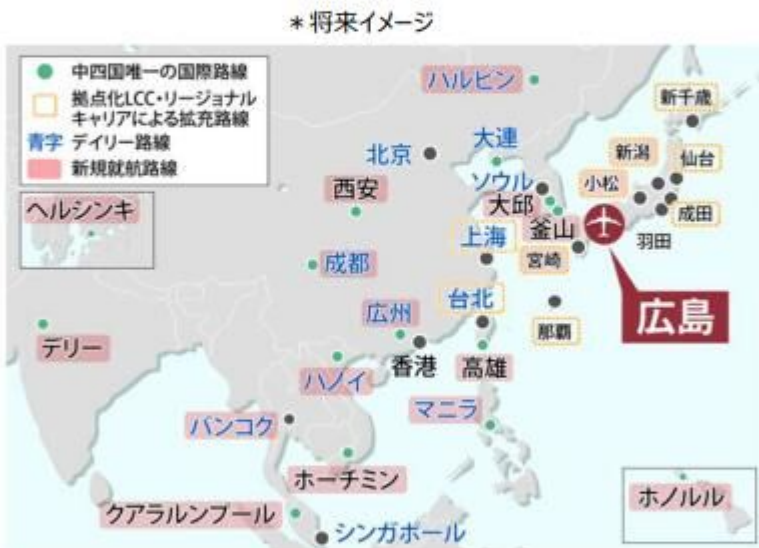 *将来イメージ
中四国唯一の国際路線
拠点化LCC・リージョナル
キャリアによる拡充路線
青字 デイリー路線
新規就航路線
ハルビン
新千歳
大連
北京
新潟
仙台
ソウル
小松
西安
大邱
成田
ヘルシンキ
釜山
羽田
上海
宮崎
成都
台北
広島
広州
那覇
デリー
香港
高雄
ハノイ
マニラ
バンコク
ホーチミン
ホノルル
クアラルンプール
シンガポール